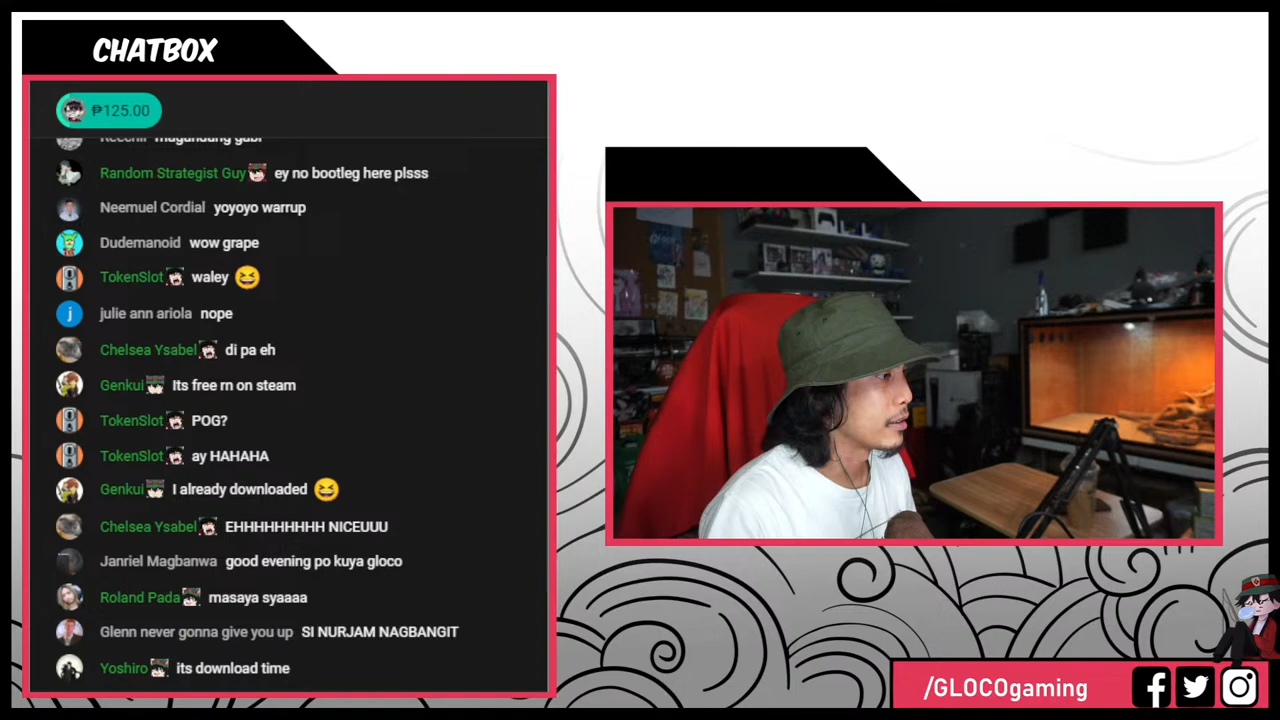 CHATBOX
₱125.00
Random Strategist Guy ey no bootleg here plsss
Neemuel Cordial yoyoyo warrup
Dudemanoid wow grape
TokenSlot waley
j
julie ann ariola nope
Chelsea Ysabel di pa eh
Genkui Its free rn on steam
TokenSlot POG?
TokenSlot ay HAHAHA
Genkui I already downloaded
Chelsea Ysabel EHHHHHHHHH NICEUUU
Janriel Magbanwa good evening po kuya gloco
Roland Pada masaya syaaaa
Glenn never gonna give you up SI NURJAM NAGBANGIT
Yoshiro its download time
/GLOCOgaming